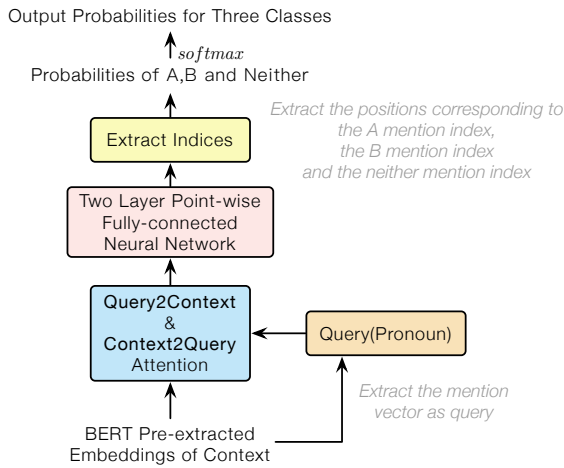 Output Probabilities for Three Classes
softmax
Probabilities of A,B and Neither
Extract the positions corresponding to
the A mention index,
the B mention index
and the neither mention index
Extract Indices
Two Layer Point-wise
Fully-connected
Neural Network
Query2Context
&
Context2Query
Attention
Query(Pronoun)
Extract the mention
vector as query
BERT Pre-extracted
Embeddings of Context